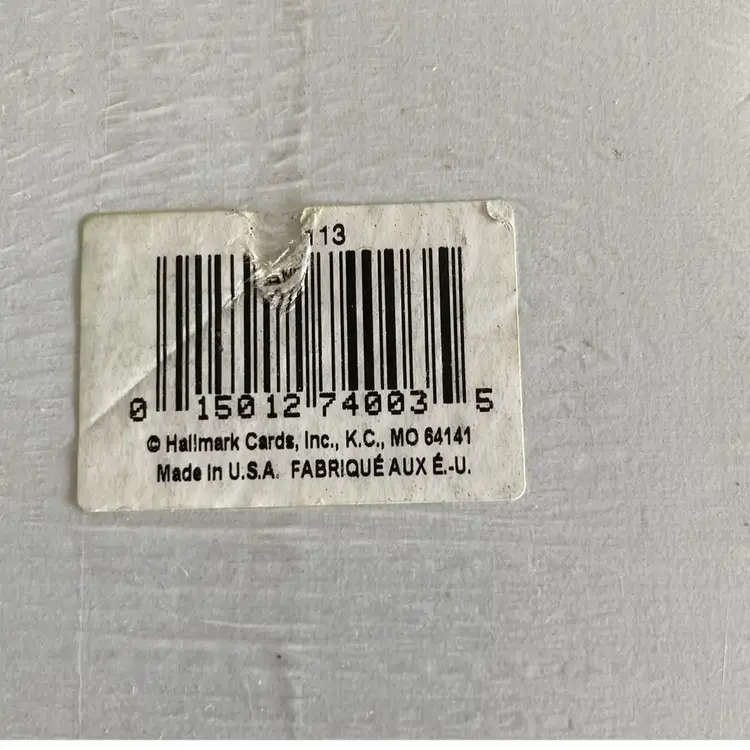 113
0 15012 74003 5
© Hallmark Cards, Inc., K.C., MO 64141
Made in U.S.A. FABRIQUÉ AUX É.-U.